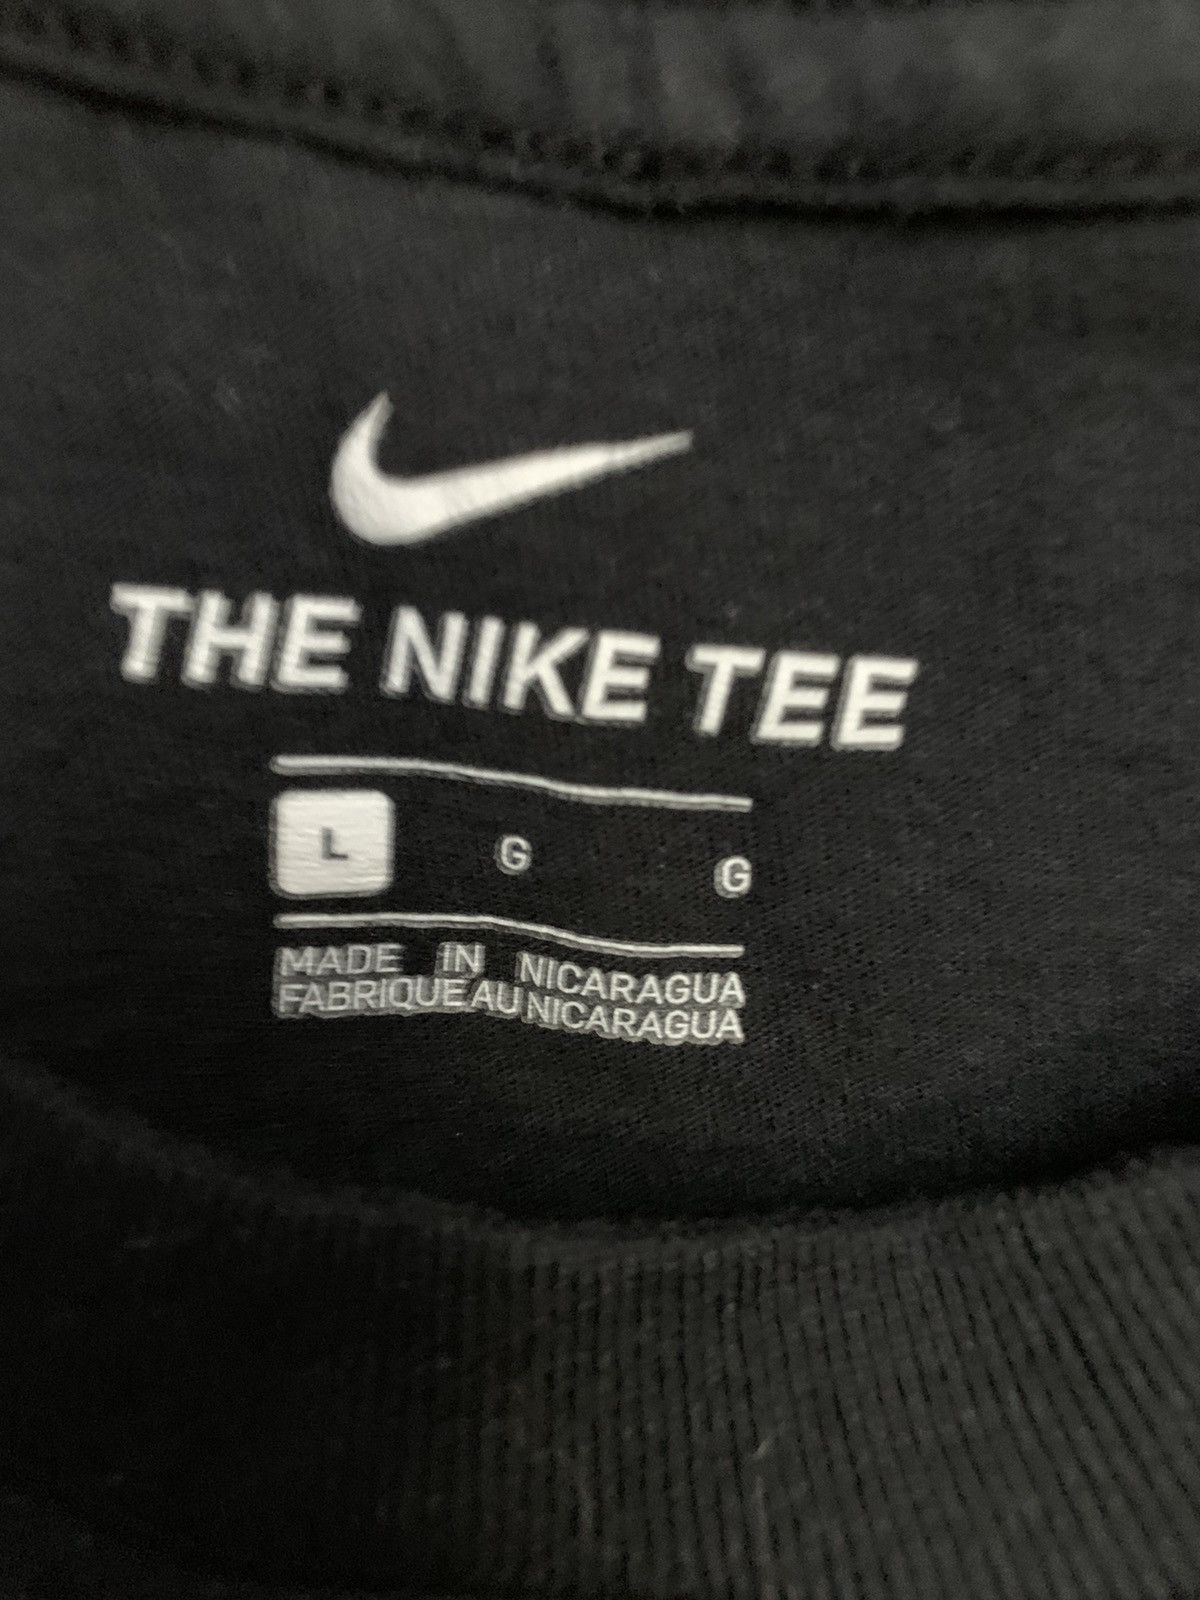 THE NIKE TEE
L G G
MADE IN NICARAGUA
FABRIQUE AU NICARAGUA